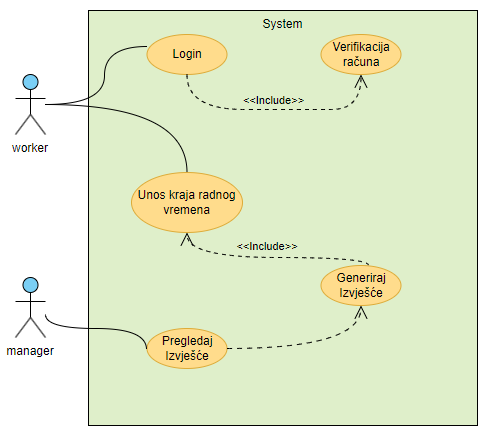 System
Login
Verifikacija
računa
<<Include>>
worker
Unos kraja radnog
vremena
<<Include>>
Generiraj
Izvješće
manager
Pregledaj
Izvješće